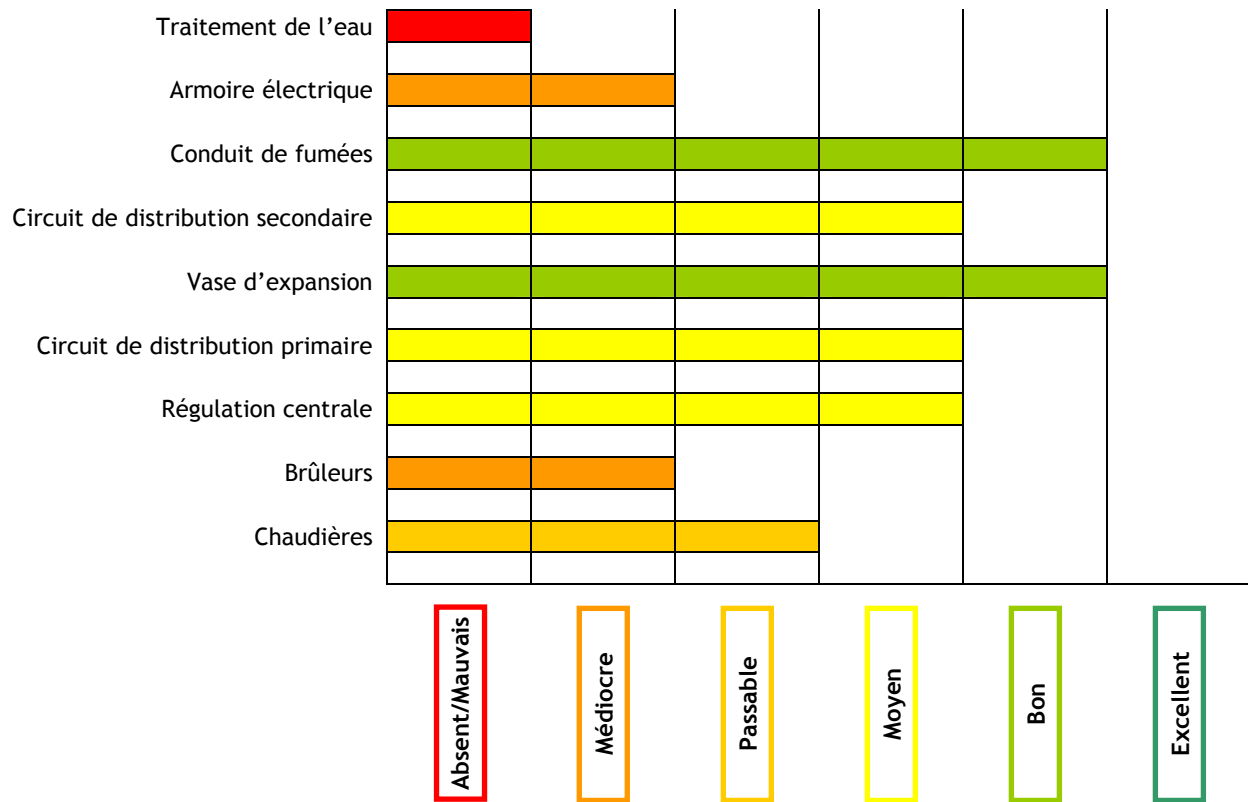 Traitement de l’eau
Armoire électrique
Conduit de fumées
Circuit de distribution secondaire
Vase d’expansion
Circuit de distribution primaire
Régulation centrale
Brûleurs
Chaudières
Absent/Mauvais
Médiocre
Passable
Moyen
Bon
Excellent